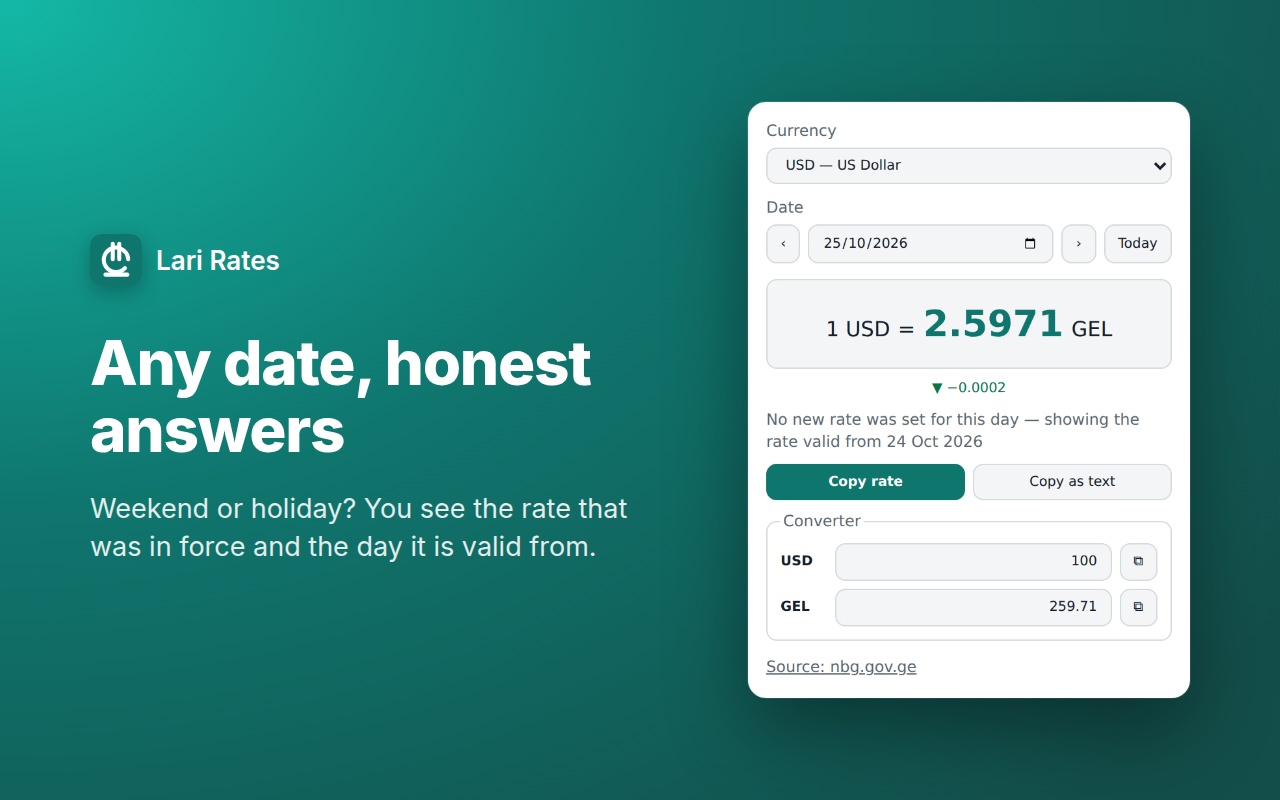 Lari Rates
Any date, honest
answers
Weekend or holiday? You see the rate that
was in force and the day it is valid from.
Currency
USD — US Dollar
Date
‹ 25/10/2026 › Today
1 USD = 2.5971 GEL
▼ −0.0002
No new rate was set for this day — showing the
rate valid from 24 Oct 2026
Copy rate Copy as text
Converter
USD 100
GEL 259.71
Source: nbg.gov.ge